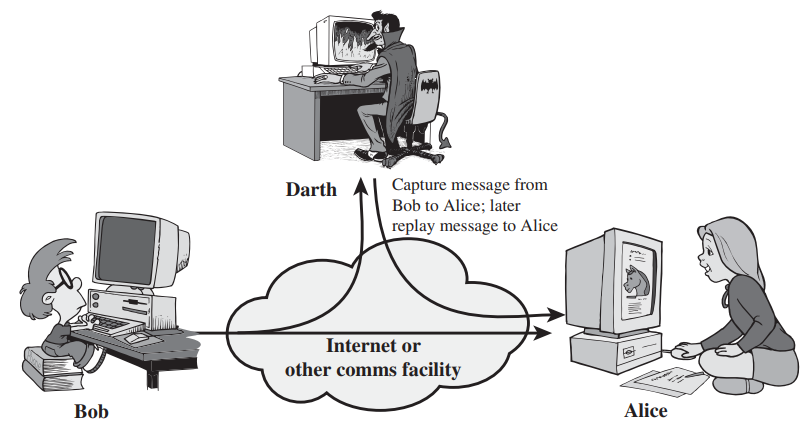 Darth
Capture message from
Bob to Alice; later
replay message to Alice
Internet or
other comms facility
Bob
Alice